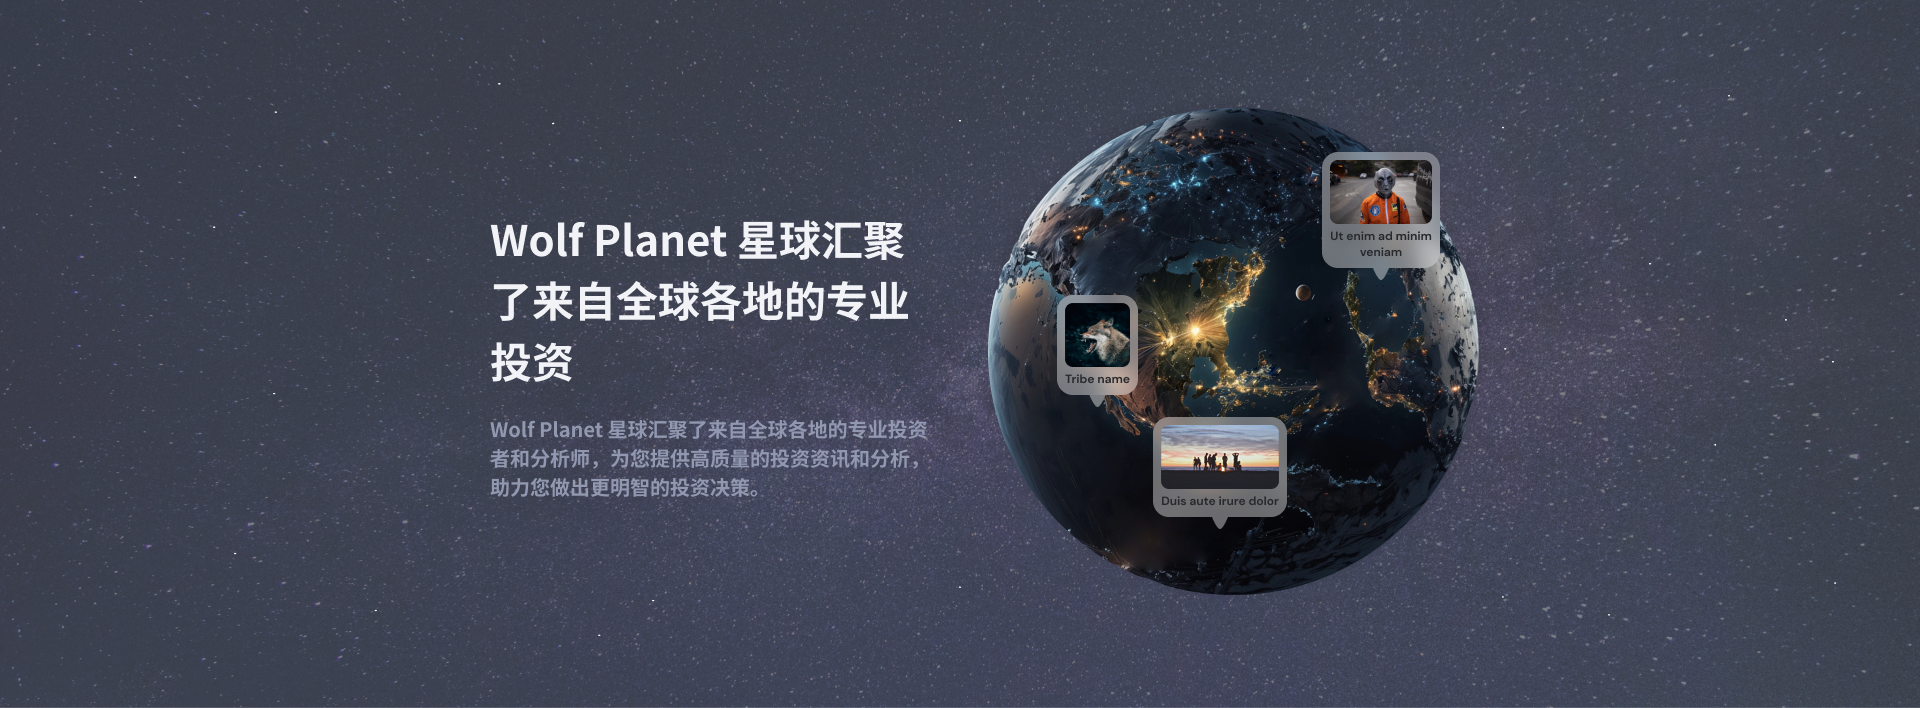 Wolf Planet 星球汇聚
了来自全球各地的专业
投资
Wolf Planet 星球汇聚了来自全球各地的专业投资
者和分析师，为您提供高质量的投资资讯和分析，
助力您做出更明智的投资决策。
Ut enim ad minim
veniam
Tribe name
Duis aute irure dolor